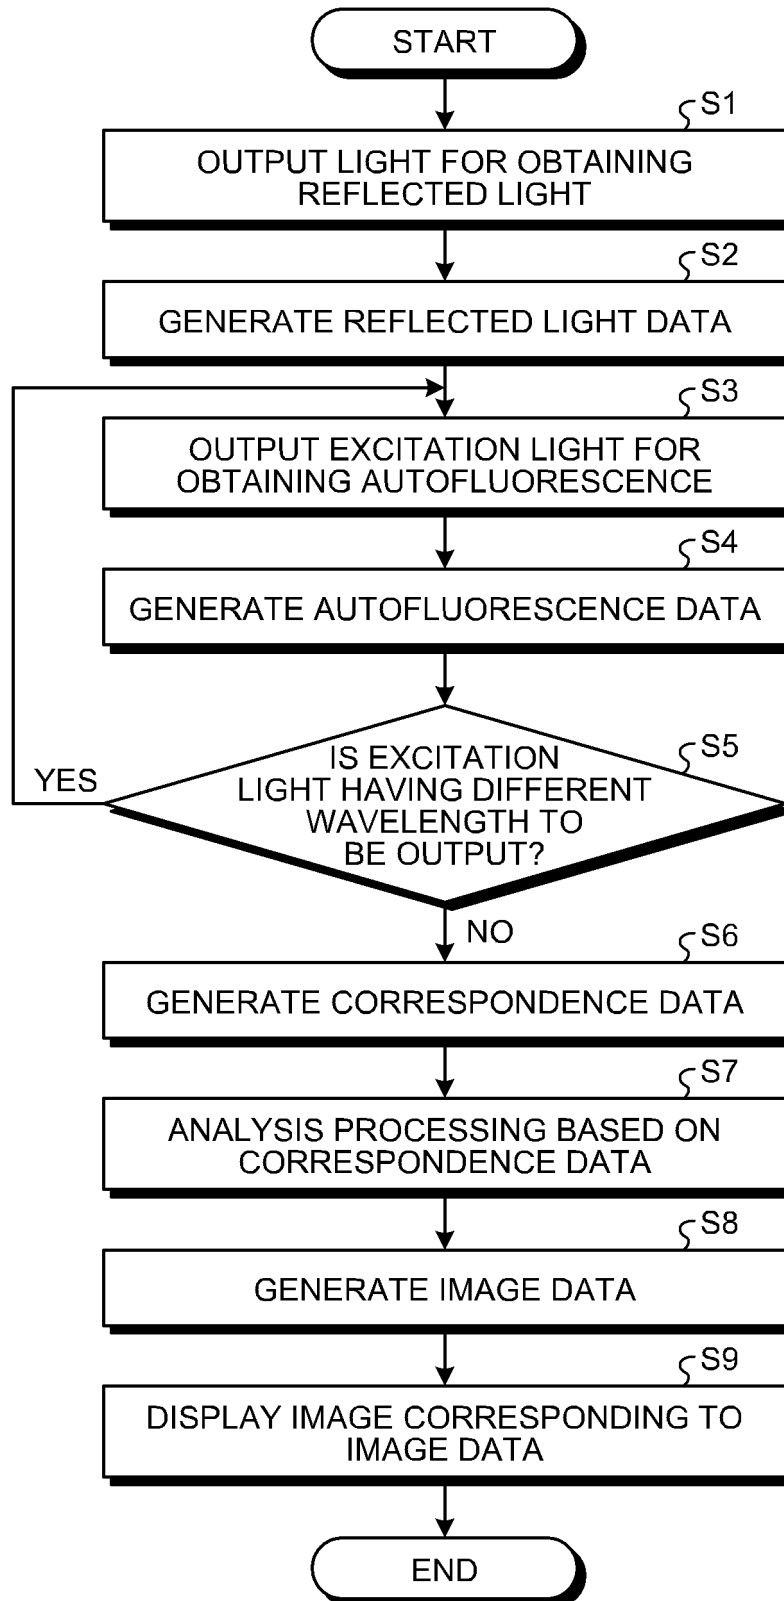 START
S1
OUTPUT LIGHT FOR OBTAINING
REFLECTED LIGHT
S2
GENERATE REFLECTED LIGHT DATA
S3
OUTPUT EXCITATION LIGHT FOR
OBTAINING AUTOFLUORESCENCE
S4
GENERATE AUTOFLUORESCENCE DATA
S5
IS EXCITATION
LIGHT HAVING DIFFERENT
WAVELENGTH TO
BE OUTPUT?
YES
NO
S6
GENERATE CORRESPONDENCE DATA
S7
ANALYSIS PROCESSING BASED ON
CORRESPONDENCE DATA
S8
GENERATE IMAGE DATA
S9
DISPLAY IMAGE CORRESPONDING TO
IMAGE DATA
END